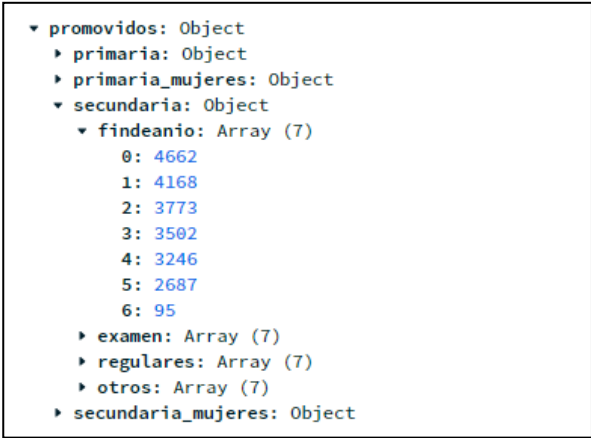 promovidos: Object
primaria: Object
primaria_mujeres: Object
secundaria: Object
findeanio: Array (7)
0: 4662
1: 4168
2: 3773
3: 3502
4: 3246
5: 2687
6: 95
examen: Array (7)
regulares: Array (7)
otros: Array (7)
secundaria_mujeres: Object